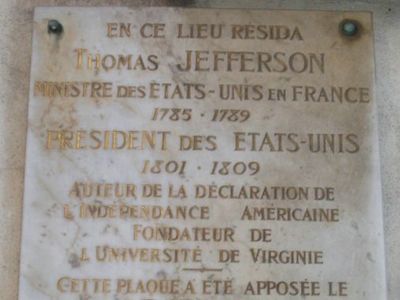 EN CE LIEU RÉSIDA
THOMAS JEFFERSON
MINISTRE DES ÉTATS-UNIS EN FRANCE
1785 · 1789
PRÉSIDENT DES ETATS-UNIS
1801 · 1809
AUTEUR DE LA DÉCLARATION DE
L'INDÉPENDANCE AMÉRICAINE
FONDATEUR DE
L'UNIVERSITÉ DE VIRGINIE
CETTE PLAQUE A ÉTÉ APPOSÉE LE